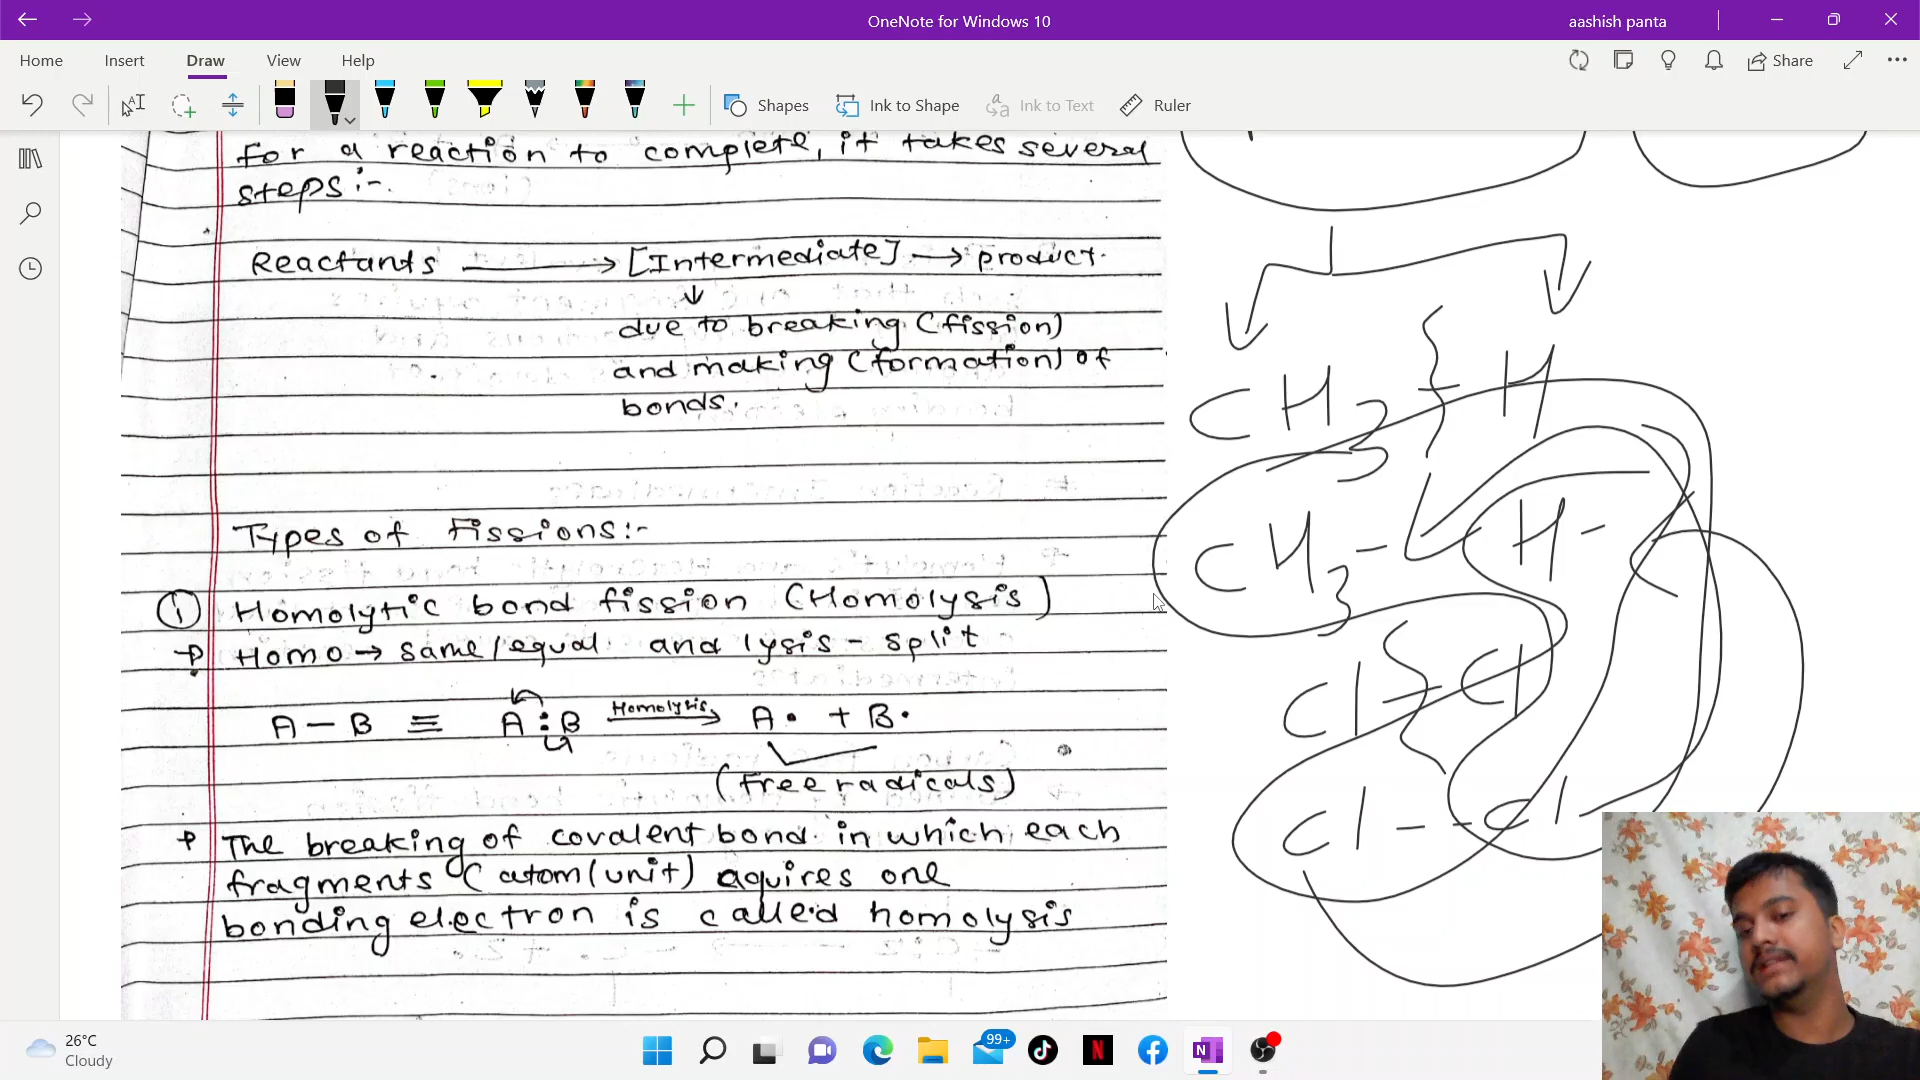 OneNote for Windows 10
aashish panta
Home
Insert
Draw
View
Help
Share
Shapes
Ink to Shape
Ink to Text
Ruler
For a reaction to complete, it takes several
steps :-
Reactants ⟶ [Intermediate] → product.
↓
due to breaking (fission)
and making (formation) of
bonds.
Types of Fissions:-
① Homolytic bond fission (Homolysis)
Homo → same/equal and lysis - split
A — B ≡ A : B Homolysis → A• + B•
(free radicals)
The breaking of covalent bond in which each
fragments (atom/unit) aquires one
bonding electron is called homolysis
CH3 - H
CH3 - H -
Cl - Cl
Cl - - Cl -
26°C
Cloudy
99+